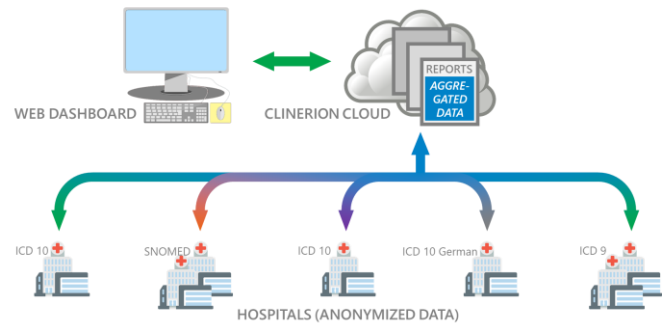 REPORTS
AGGRE-
GATED
DATA
WEB DASHBOARD
CLINERION CLOUD
ICD 10
SNOMED
ICD 10
ICD 10 German
ICD 9
HOSPITALS (ANONYMIZED DATA)